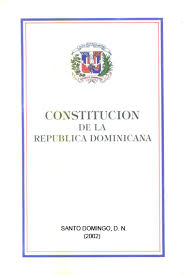 CONSTITUCION
DE LA
REPUBLICA DOMINICANA
SANTO DOMINGO, D. N.
(2002)